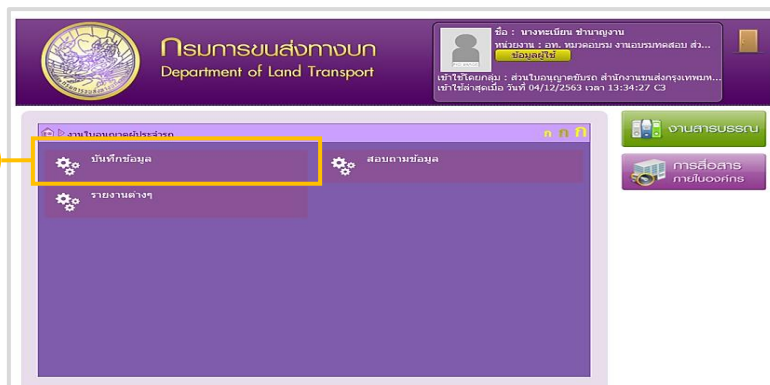 กรมการขนส่งทางบก
Department of Land Transport
ชื่อ : นางทะเบียน ชำนาญงาน
หน่วยงาน : อท. หมวดอบรม งานอบรมทดสอบ ส่ว...
ข้อมูลผู้ใช้
เข้าใช้โดยกลุ่ม : ส่วนใบอนุญาตขับรถ สำนักงานขนส่งกรุงเทพมห...
เข้าใช้ล่าสุดเมื่อ วันที่ 04/12/2563 เวลา 13:34:27 C3
งานใบอนุญาตผู้ประจำรถ
ก ก ก
บันทึกข้อมูล
สอบถามข้อมูล
รายงานต่างๆ
งานสารบรรณ
การสื่อสาร
ภายในองค์กร